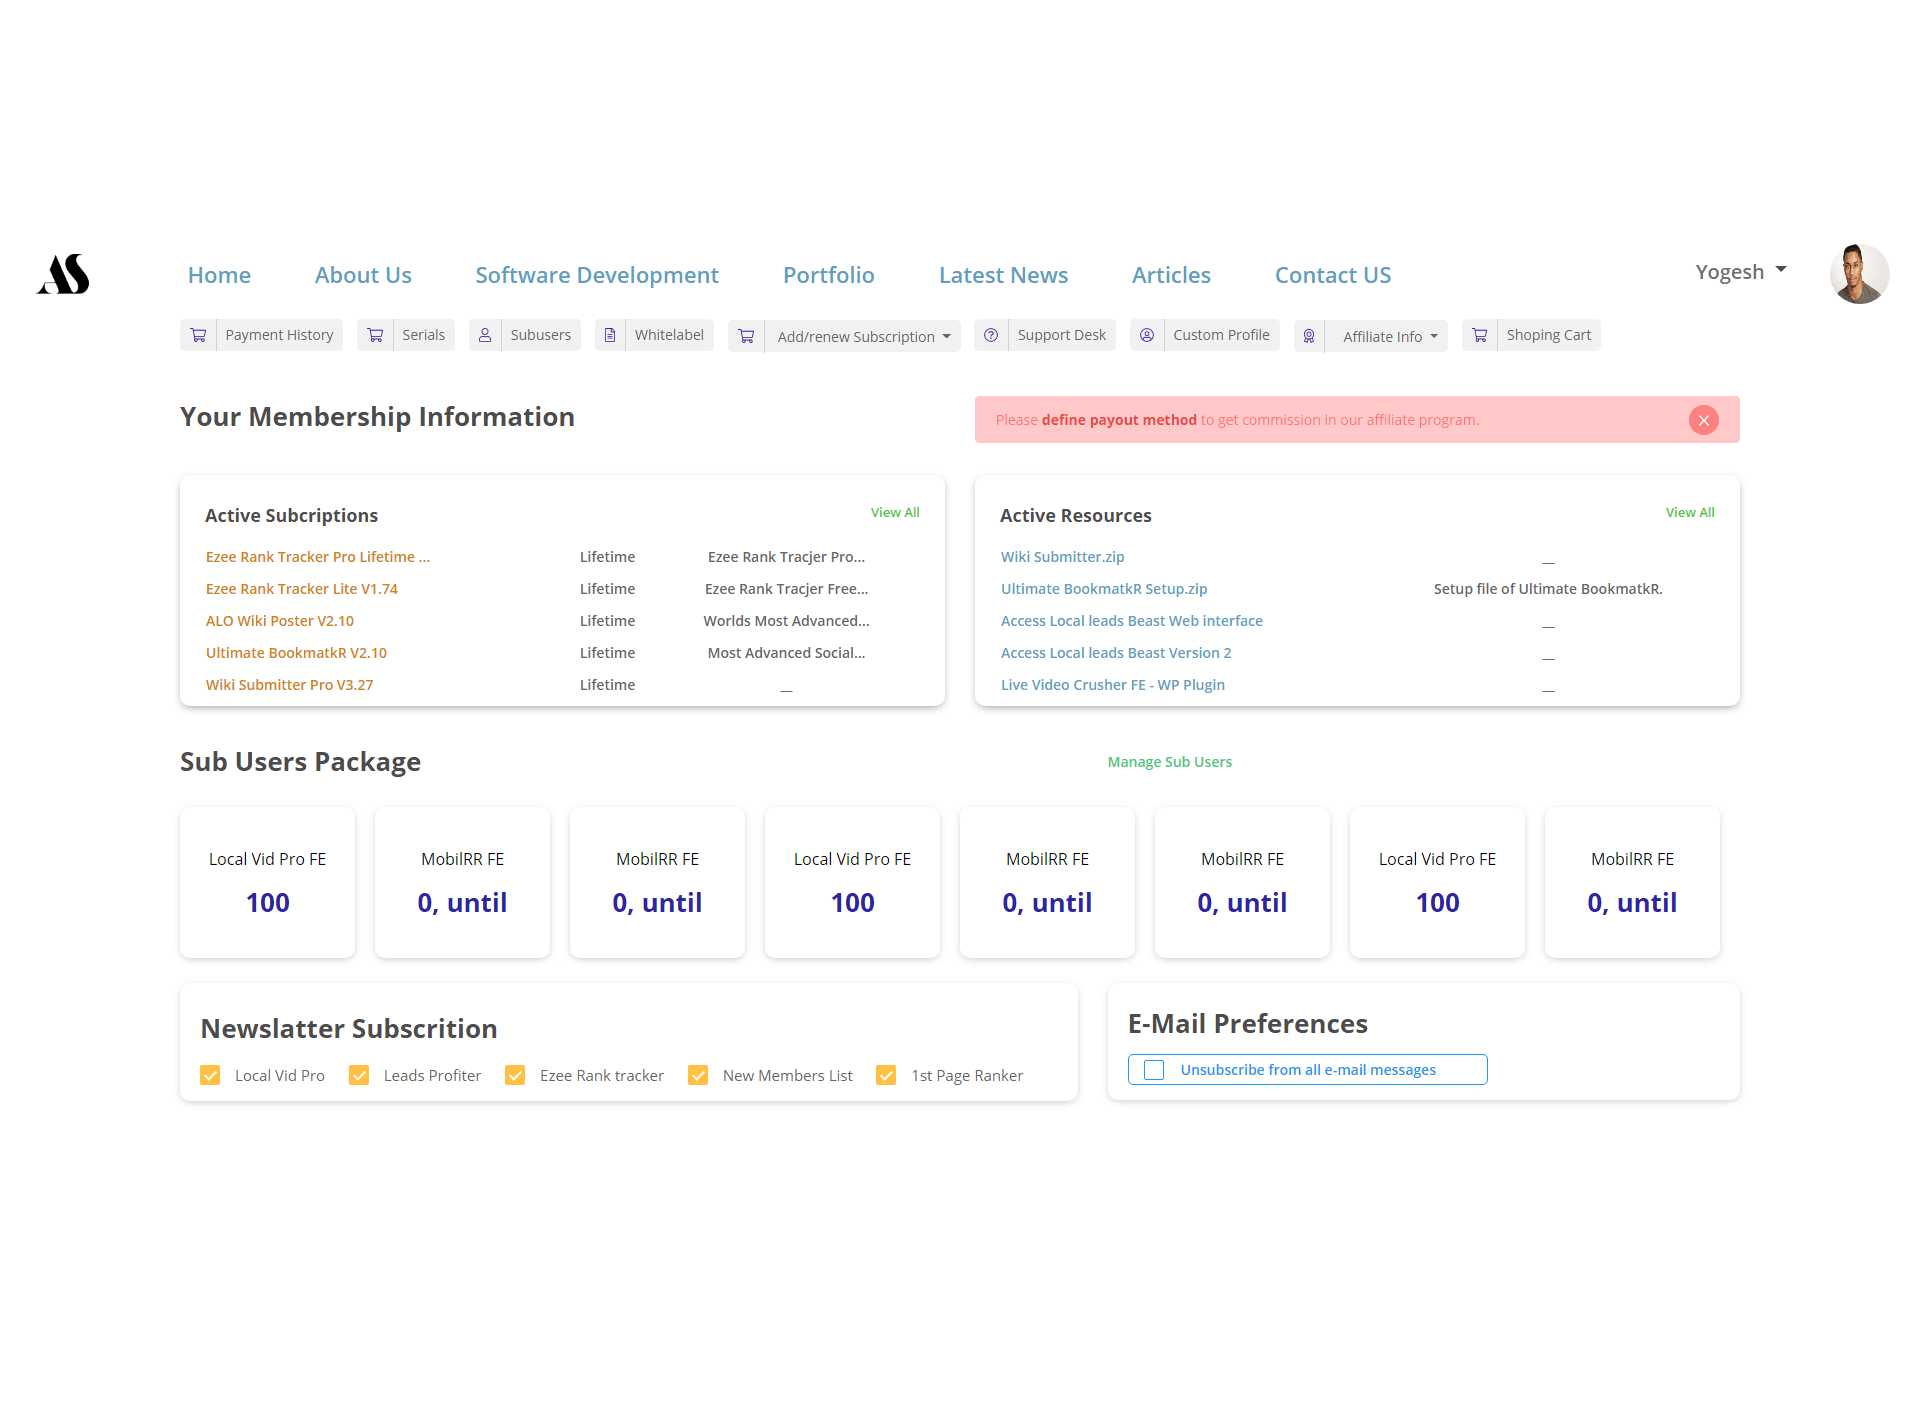 AS
Home About Us Software Development Portfolio Latest News Articles Contact US Yogesh
Payment History Serials Subusers Whitelabel Add/renew Subscription Support Desk Custom Profile Affiliate Info Shoping Cart
Your Membership Information
Please define payout method to get commission in our affiliate program.
Active Subcriptions View All
Ezee Rank Tracker Pro Lifetime ... Lifetime Ezee Rank Tracjer Pro...
Ezee Rank Tracker Lite V1.74 Lifetime Ezee Rank Tracjer Free...
ALO Wiki Poster V2.10 Lifetime Worlds Most Advanced...
Ultimate BookmatkR V2.10 Lifetime Most Advanced Social...
Wiki Submitter Pro V3.27 Lifetime __
Active Resources View All
Wiki Submitter.zip __
Ultimate BookmatkR Setup.zip Setup file of Ultimate BookmatkR.
Access Local leads Beast Web interface __
Access Local leads Beast Version 2 __
Live Video Crusher FE - WP Plugin __
Sub Users Package Manage Sub Users
Local Vid Pro FE MobilRR FE MobilRR FE Local Vid Pro FE MobilRR FE MobilRR FE Local Vid Pro FE MobilRR FE
100 0, until 0, until 100 0, until 0, until 100 0, until
Newslatter Subscrition
Local Vid Pro Leads Profiter Ezee Rank tracker New Members List 1st Page Ranker
E-Mail Preferences
Unsubscribe from all e-mail messages